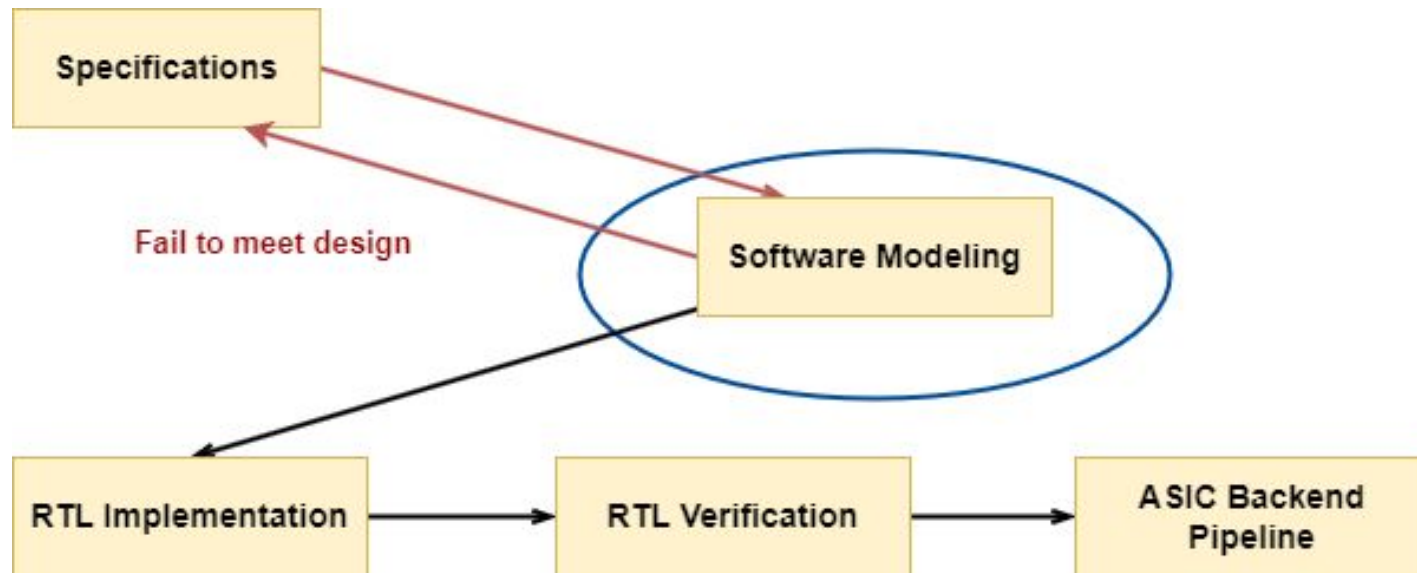 Specifications
Fail to meet design
Software Modeling
RTL Implementation
RTL Verification
ASIC Backend
Pipeline